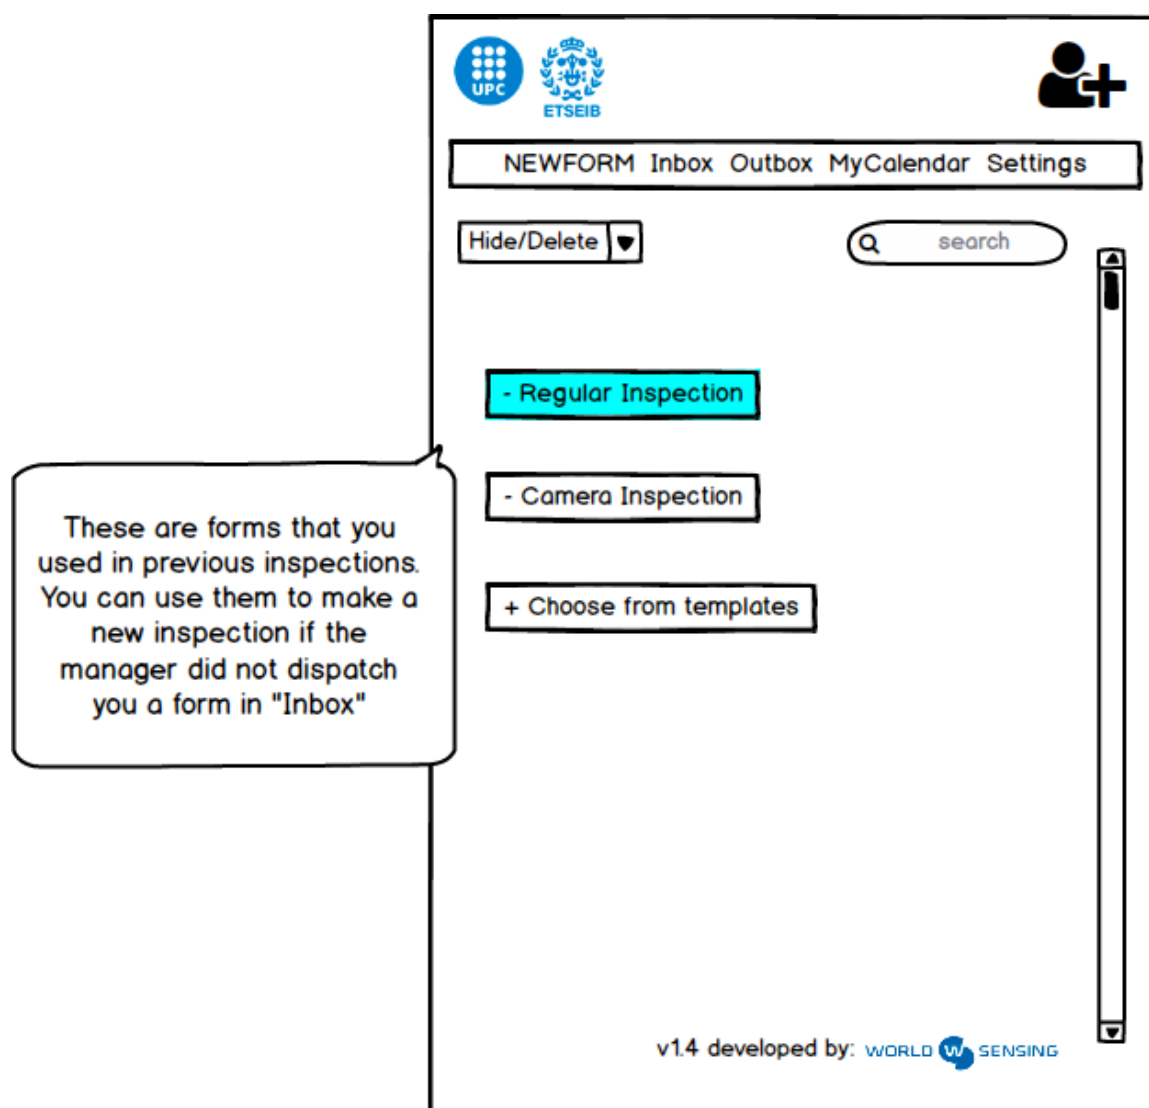 UPC
ETSEIB
NEWFORM Inbox Outbox MyCalendar Settings
Hide/Delete
search
- Regular Inspection
- Camera Inspection
+ Choose from templates
These are forms that you
used in previous inspections.
You can use them to make a
new inspection if the
manager did not dispatch
you a form in "Inbox"
v1.4 developed by: WORLD W SENSING